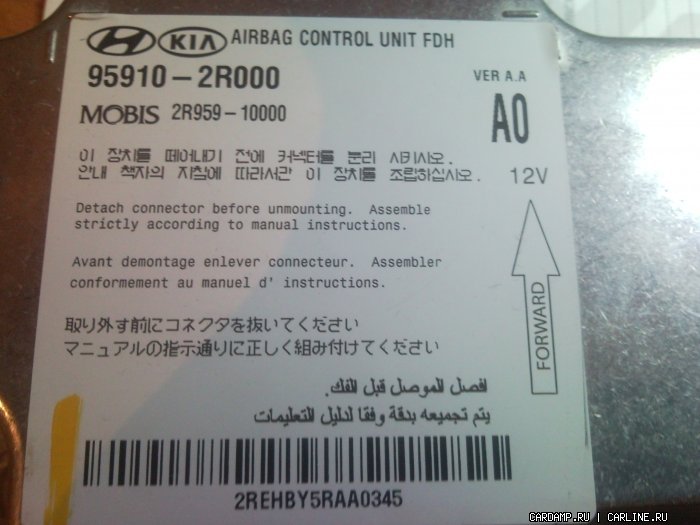 KIA AIRBAG CONTROL UNIT FDH
95910-2R000
VER A.A
MOBIS 2R959-10000
A0
이 장치를 떼어내기 전에 커넥터를 분리 시키시오.
안내 책자의 지침에 따라서만 이 장치를 조립하십시오.
12V
Detach connector before unmounting. Assemble
strictly according to manual instructions.
Avant demontage enlever connecteur. Assembler
conformement au manuel d' instructions.
FORWARD
取り外す前にコネクタを抜いてください
マニュアルの指示通りに正しく組み付けてください
افصل الموصل قبل الفك.
يتم تجميعه بدقة وفقا لدليل التعليمات
2REHBY5RAA0345
CARDAMP.RU | CARLINE.RU